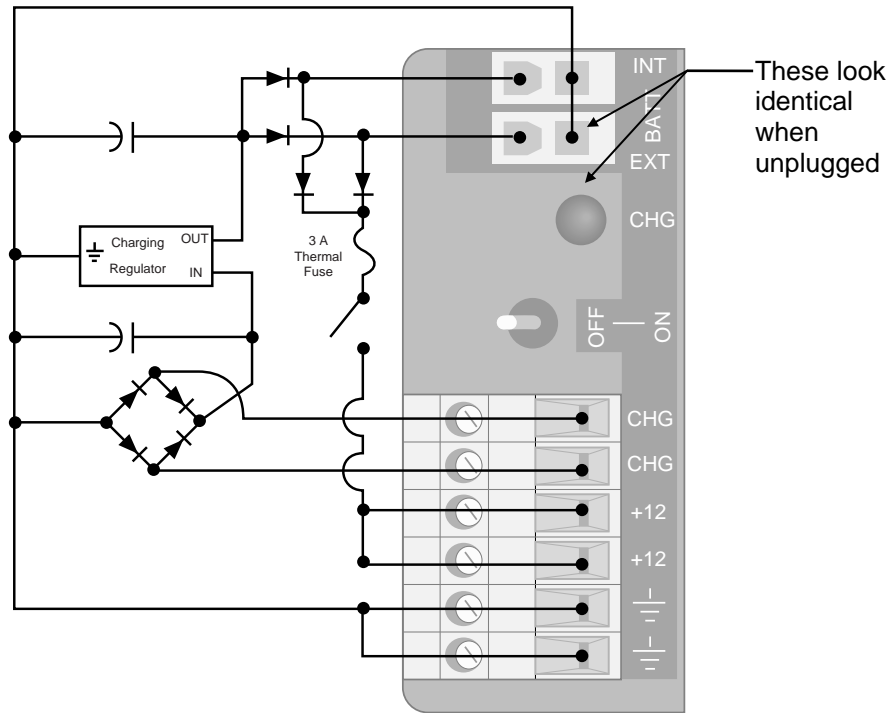 INT
BATT
EXT
These look
identical
when
unplugged
CHG
Charging
Regulator
OUT
IN
3 A
Thermal
Fuse
OFF
ON
CHG
CHG
+12
+12